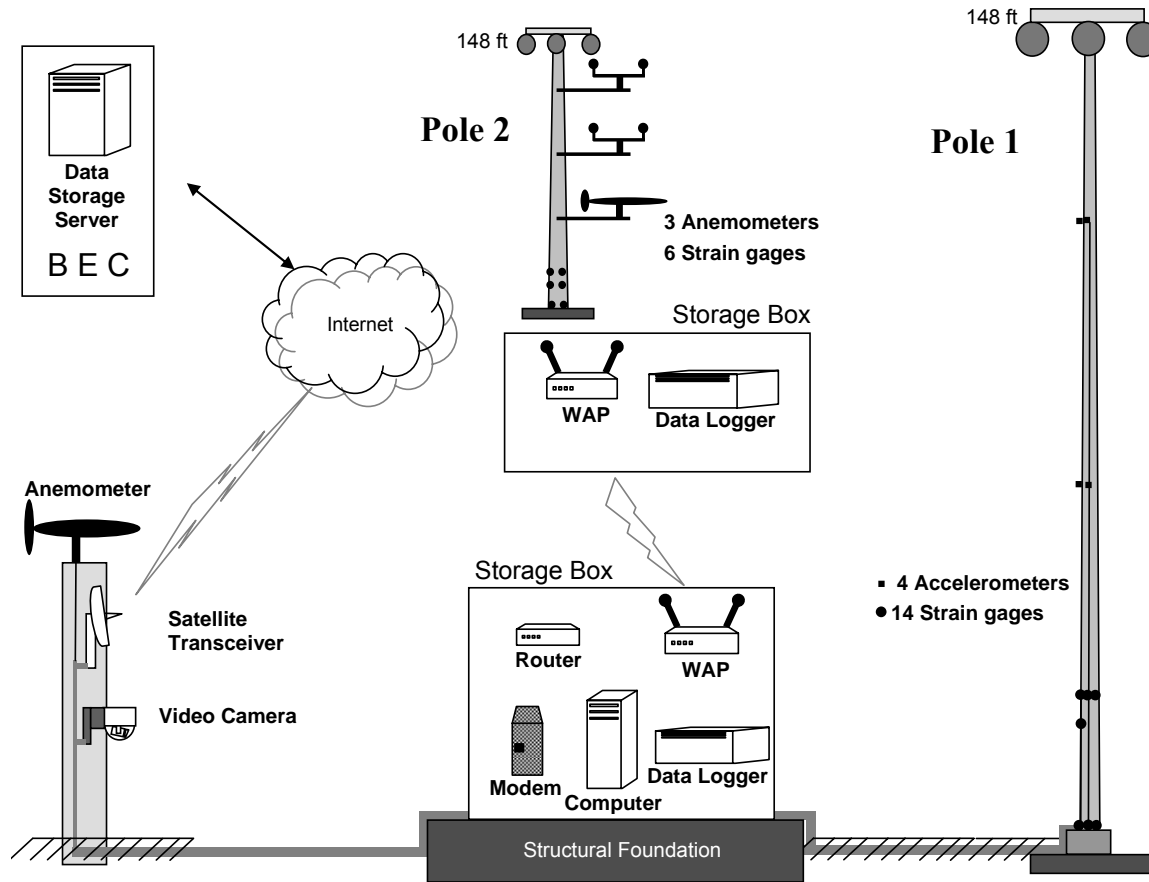 148 ft
148 ft
Pole 2
Pole 1
Data
Storage
Server
B E C
3 Anemometers
6 Strain gages
Internet
Storage Box
WAP
Data Logger
Anemometer
Storage Box
4 Accelerometers
14 Strain gages
Satellite
Transceiver
Router
WAP
Video Camera
Modem
Computer
Data Logger
Structural Foundation